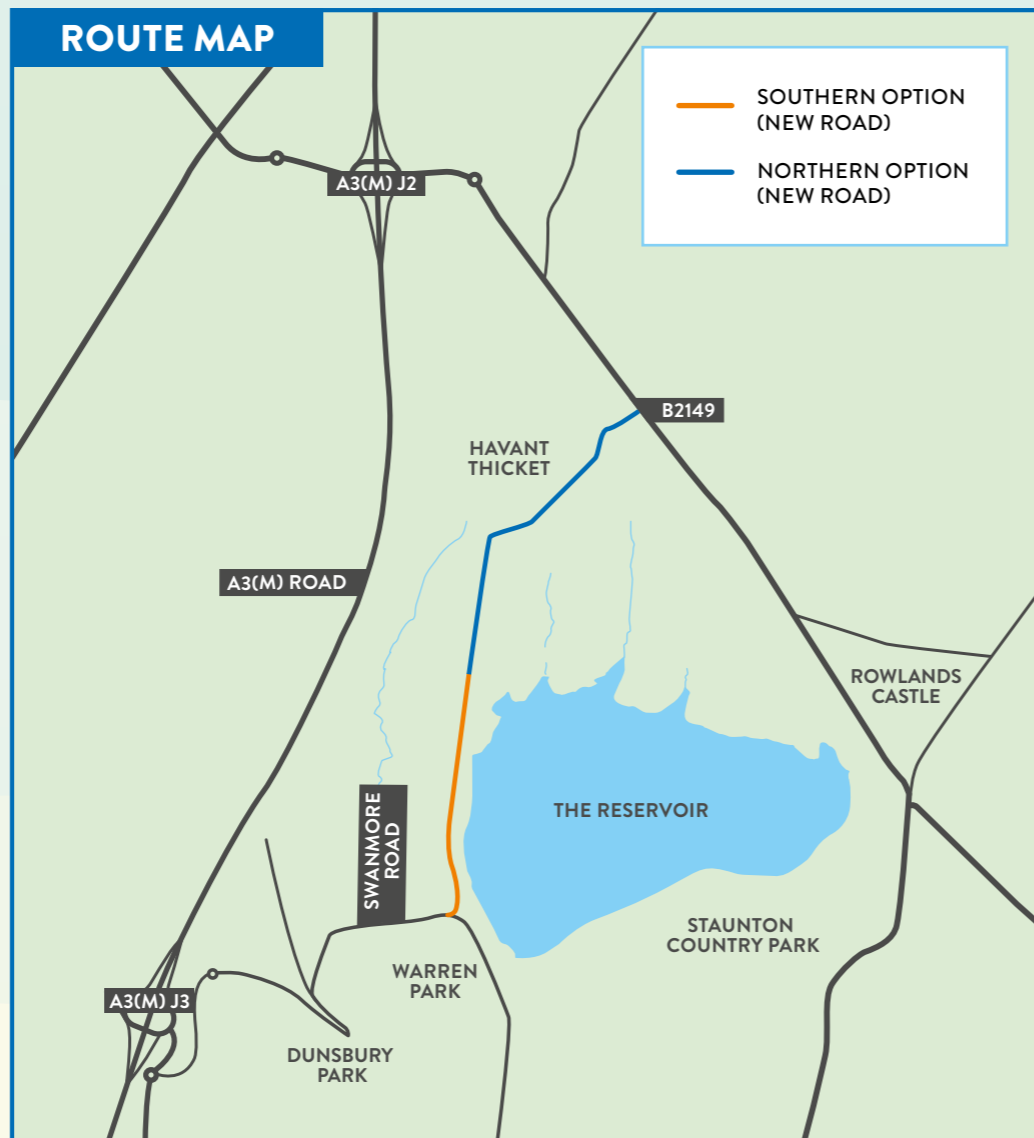 ROUTE MAP
SOUTHERN OPTION
(NEW ROAD)
NORTHERN OPTION
(NEW ROAD)
A3(M) J2
B2149
HAVANT
THICKET
A3(M) ROAD
ROWLANDS
CASTLE
THE RESERVOIR
SWANMORE
ROAD
STAUNTON
COUNTRY PARK
WARREN
PARK
A3(M) J3
DUNSBURY
PARK